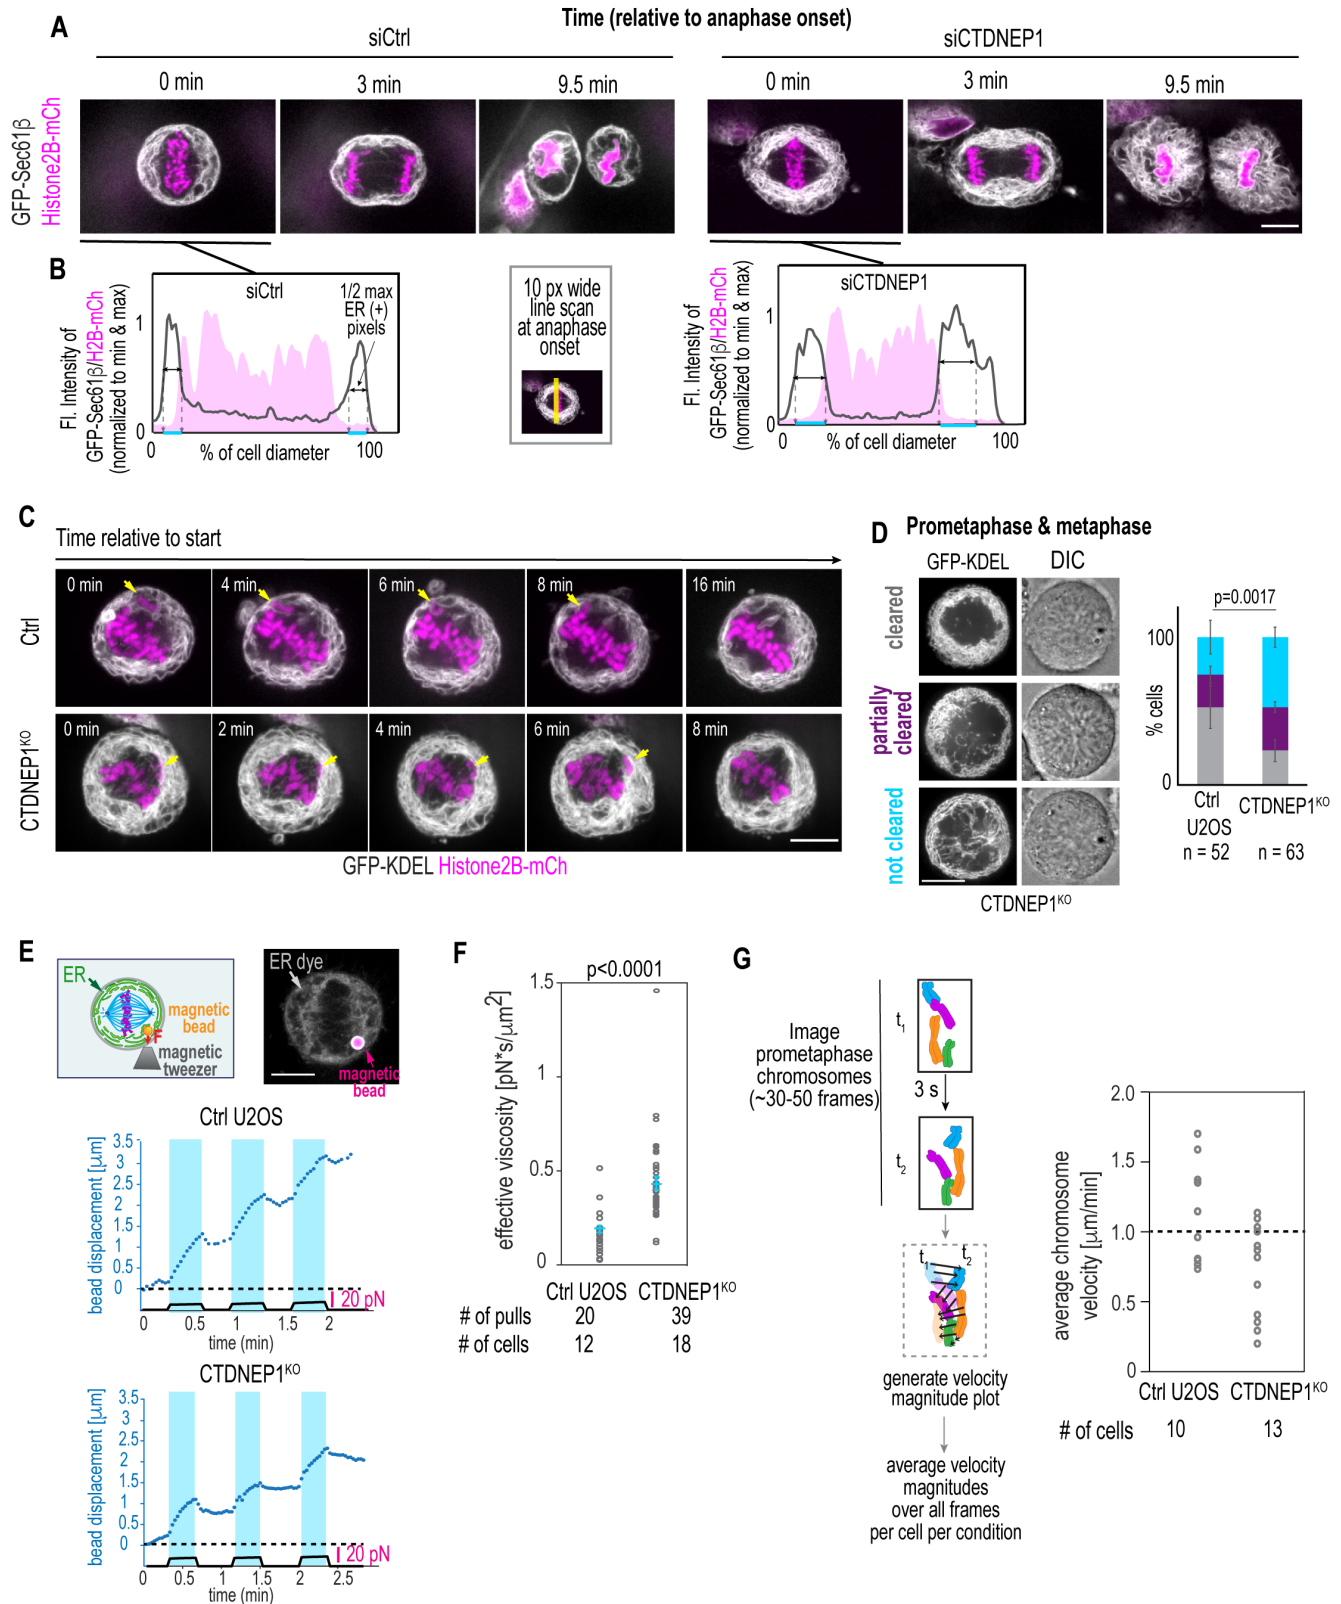 A
Time (relative to anaphase onset)
siCtrl
siCTDNEP1
0 min
3 min
9.5 min
0 min
3 min
9.5 min
GFP-Sec61β
Histone2B-mCh
B
Fl. Intensity of
GFP-Sec61β/H2B-mCh
(normalized to min & max)
siCtrl
1/2 max
ER (+)
pixels
1
0
0
% of cell diameter
100
10 px wide
line scan
at anaphase
onset
Fl. Intensity of
GFP-Sec61β/H2B-mCh
(normalized to min & max)
siCTDNEP1
1
0
0
% of cell diameter
100
C
Time relative to start
Ctrl
0 min
4 min
6 min
8 min
16 min
CTDNEP1KO
0 min
2 min
4 min
6 min
8 min
GFP-KDEL Histone2B-mCh
D
Prometaphase & metaphase
GFP-KDEL
DIC
cleared
partially
cleared
not cleared
CTDNEP1KO
p=0.0017
100
% cells
0
Ctrl
U2OS
CTDNEP1KO
n = 52
n = 63
E
ER
magnetic
bead
F
magnetic
tweezer
ER dye
magnetic
bead
Ctrl U2OS
bead displacement [μm]
3.5
3
2.5
2
1.5
1
0.5
0
20 pN
0
0.5
1
1.5
2
time (min)
CTDNEP1KO
bead displacement [μm]
3.5
3
2.5
2
1.5
1
0.5
0
20 pN
0
0.5
1
1.5
2
2.5
time (min)
F
p<0.0001
effective viscosity [pN*s/μm2]
1.5
1
0.5
0
Ctrl U2OS
CTDNEP1KO
# of pulls
20
39
# of cells
12
18
G
Image
prometaphase
chromosomes
(~30-50 frames)
t1
3 s
t2
t1
t2
generate velocity
magnitude plot
average velocity
magnitudes
over all frames
per cell per condition
average chromosome
velocity [μm/min]
2.0
1.5
1.0
0.5
0
Ctrl U2OS
CTDNEP1KO
# of cells
10
13